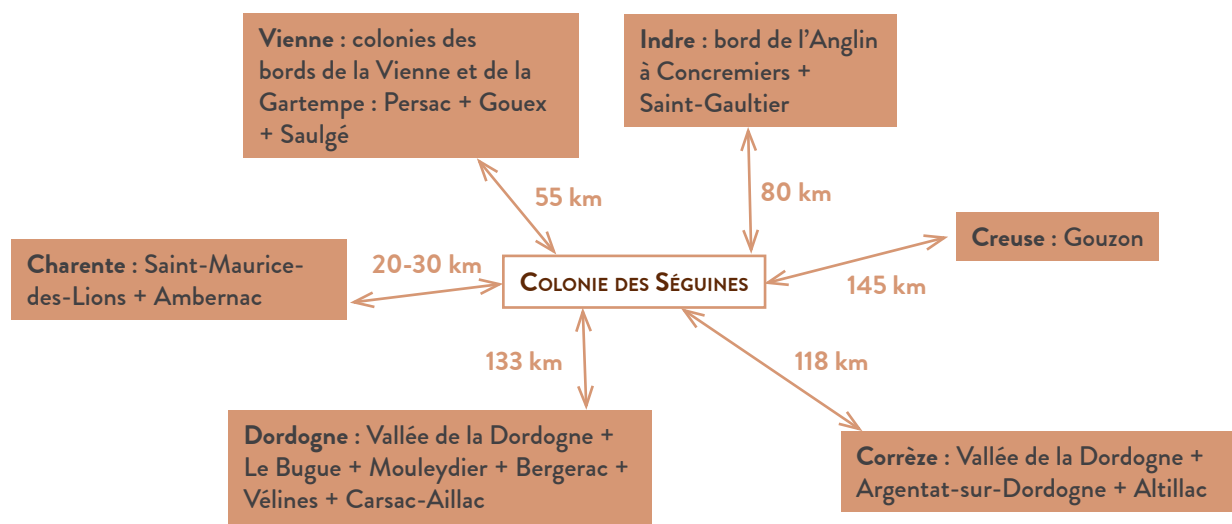 Vienne : colonies des
bords de la Vienne et de la
Gartempe : Persac + Gouex
+ Saulgé
Indre : bord de l’Anglin
à Concremiers +
Saint-Gaultier
55 km
80 km
Creuse : Gouzon
Charente : Saint-Maurice-
des-Lions + Ambernac
20-30 km
Colonie des Séguines
145 km
133 km
118 km
Dordogne : Vallée de la Dordogne +
Le Bugue + Mouleydier + Bergerac +
Vélines + Carsac-Aillac
Corrèze : Vallée de la Dordogne +
Argentat-sur-Dordogne + Altillac